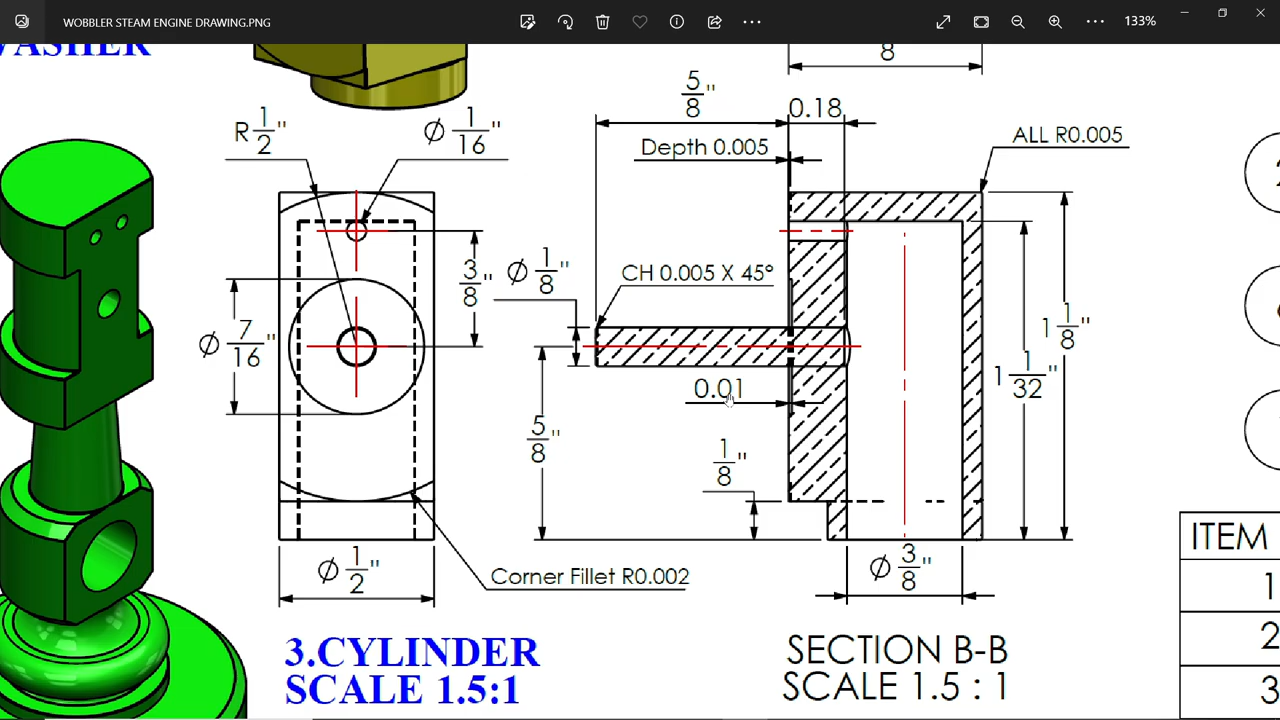 WOBBLER STEAM ENGINE DRAWING.PNG
133%
WASHER
8
5/8"
0.18
R1/2"
Ø 1/16"
Depth 0.005
ALL R0.005
3/8"
Ø 1/8"
CH 0.005 X 45°
Ø 7/16"
1 1/8"
1 1/32"
0.01
5/8"
1/8"
Ø 1/2"
Corner Fillet R0.002
Ø 3/8"
ITEM
1
2
3
3.CYLINDER
SCALE 1.5:1
SECTION B-B
SCALE 1.5 : 1